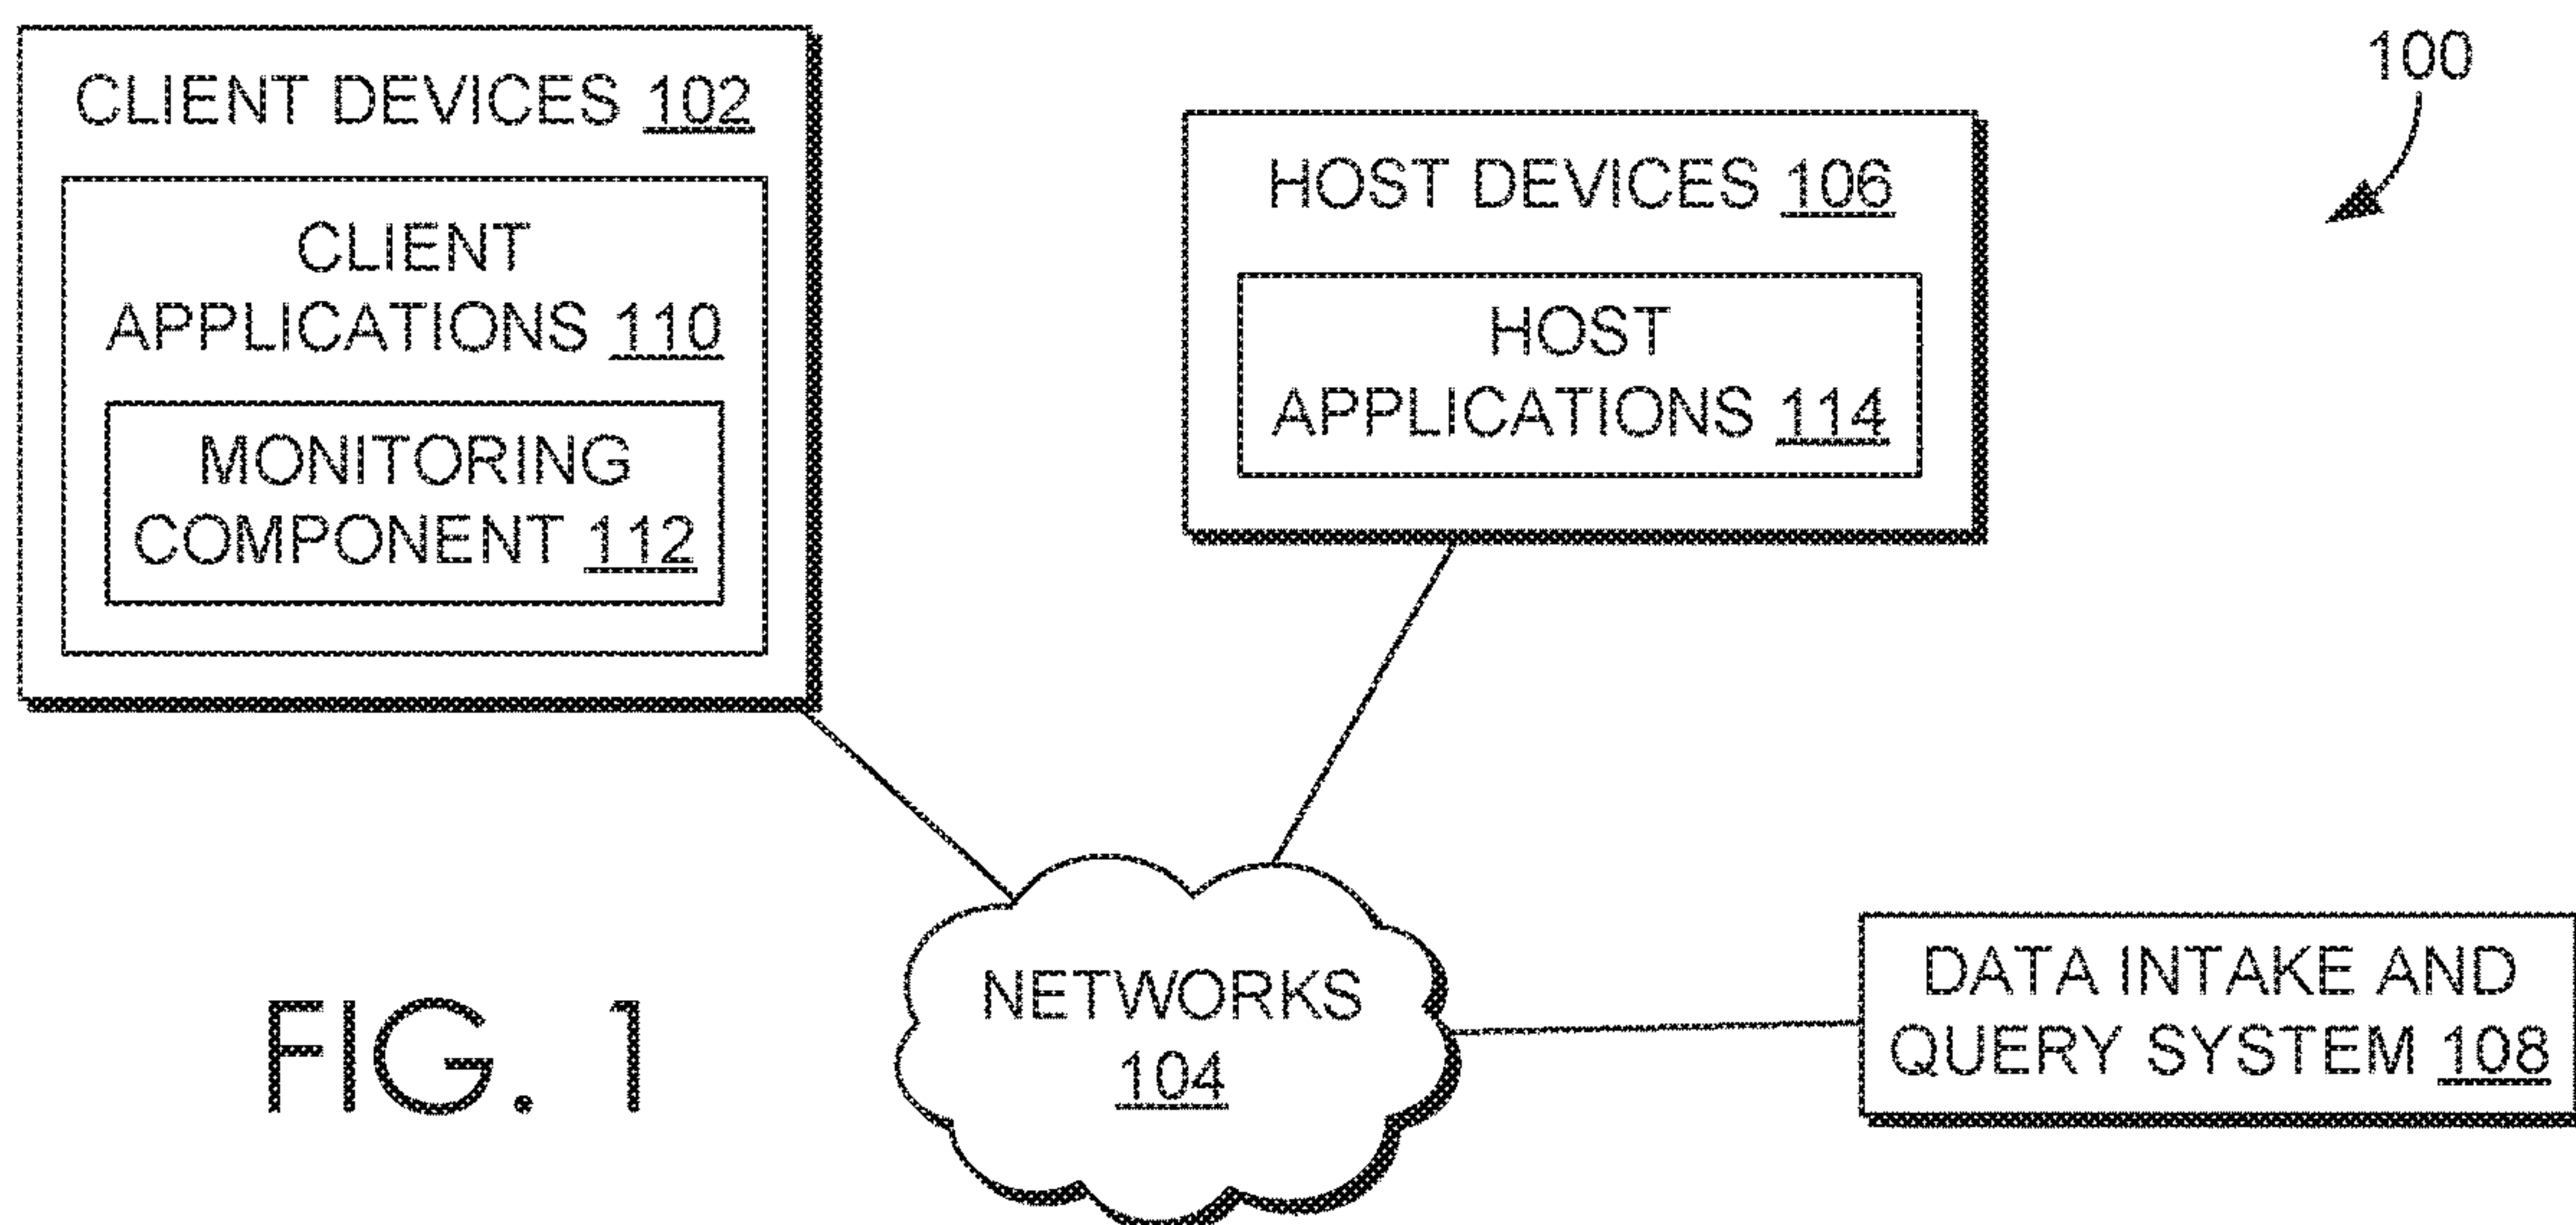 CLIENT DEVICES 102
CLIENT
APPLICATIONS 110
MONITORING
COMPONENT 112
HOST DEVICES 106
HOST
APPLICATIONS 114
100
NETWORKS
104
DATA INTAKE AND
QUERY SYSTEM 108
FIG. 1